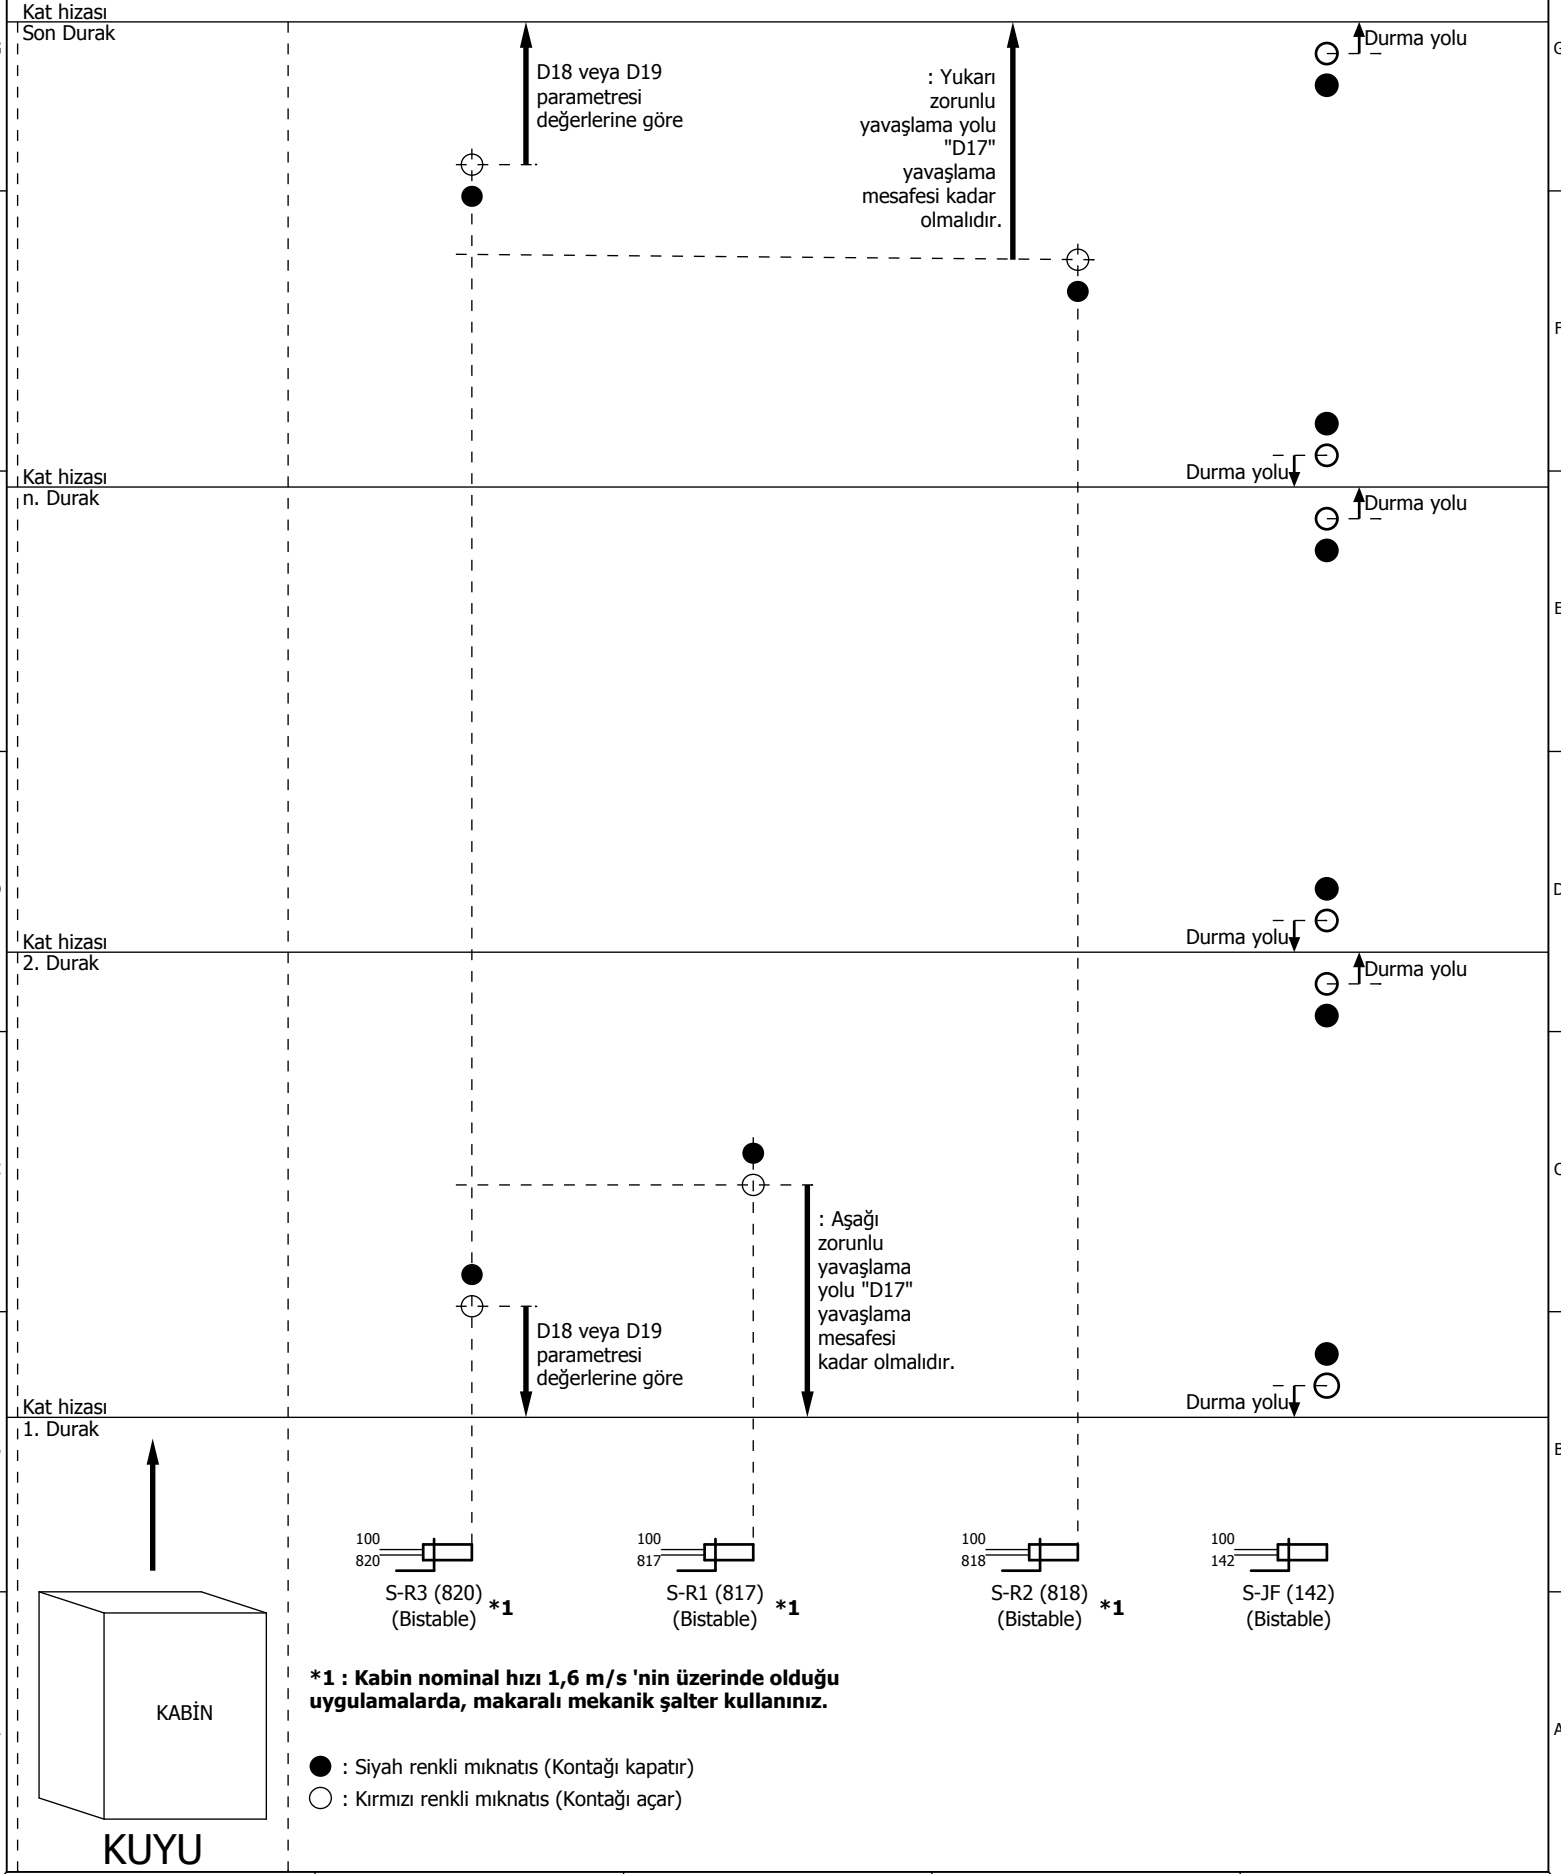 Kat hizası
Son Durak
D18 veya D19
parametresi
değerlerine göre
: Yukarı
zorunlu
yavaşlama yolu
"D17"
yavaşlama
mesafesi kadar
olmalıdır.
Durma yolu
G
F
Durma yolu
Kat hizası
n. Durak
Durma yolu
E
D
Durma yolu
Kat hizası
2. Durak
Durma yolu
C
: Aşağı
zorunlu
yavaşlama
yolu "D17"
yavaşlama
mesafesi
kadar olmalıdır.
D18 veya D19
parametresi
değerlerine göre
Durma yolu
Kat hizası
1. Durak
B
100
820
S-R3 (820)
(Bistable)
*1
100
817
S-R1 (817)
(Bistable)
*1
100
818
S-R2 (818)
(Bistable)
*1
100
142
S-JF (142)
(Bistable)
*1 : Kabin nominal hızı 1,6 m/s 'nin üzerinde olduğu
uygulamalarda, makaralı mekanik şalter kullanınız.
KABİN
A
: Siyah renkli mıknatıs (Kontağı kapatır)
: Kırmızı renkli mıknatıs (Kontağı açar)
KUYU